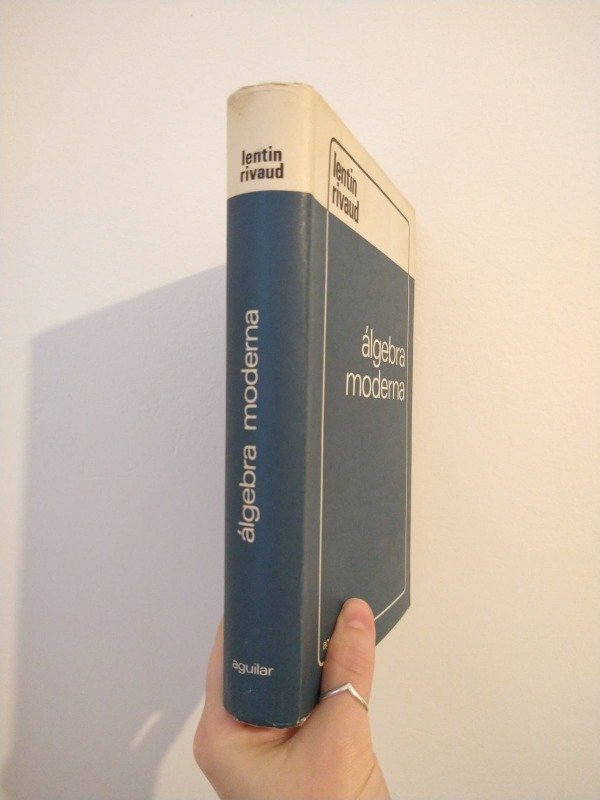 lentin
rivaud
álgebra moderna
aguilar
lentin
rivaud
álgebra
moderna